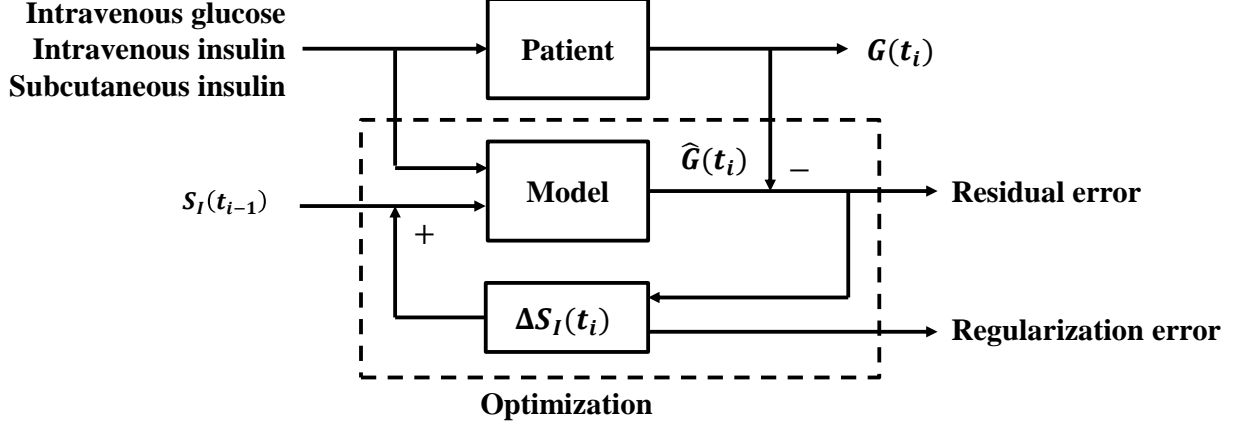 Intravenous glucose
Intravenous insulin
Subcutaneous insulin
Patient
G(tᵢ)
Ĝ(tᵢ)
−
Model
Residual error
S_I(tᵢ₋₁)
+
ΔS_I(tᵢ)
Regularization error
Optimization